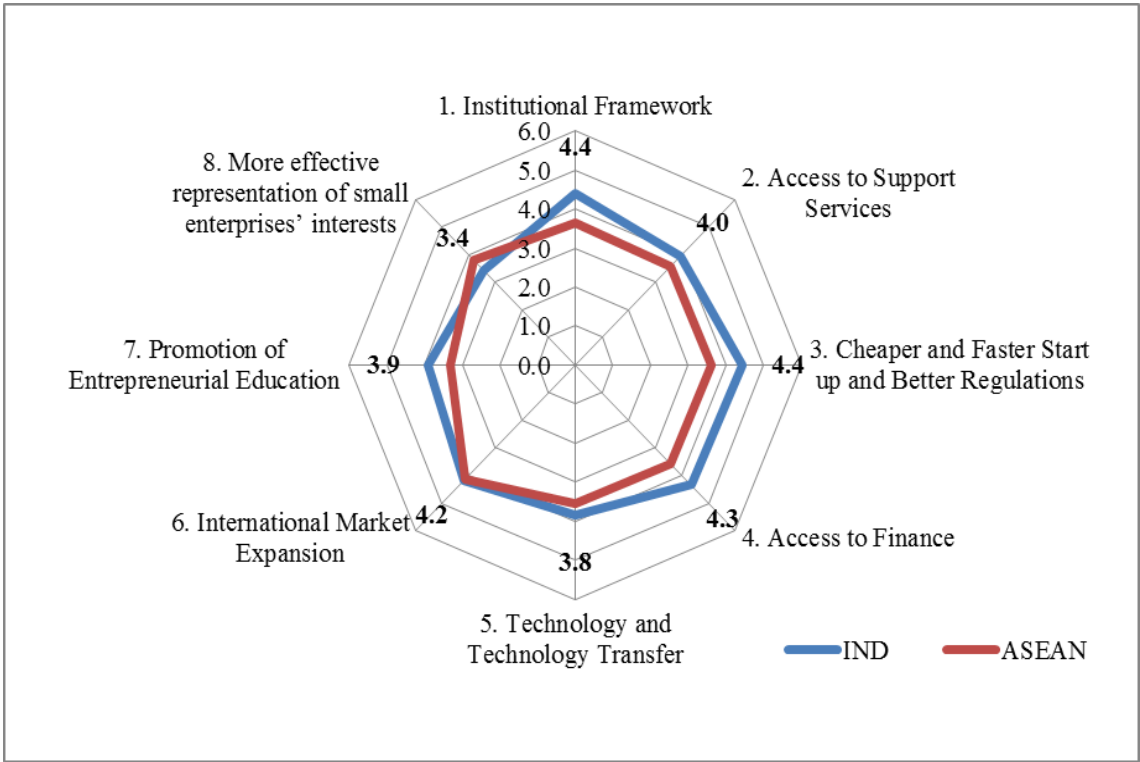 1. Institutional Framework
6.0
4.4
5.0
4.0
3.0
2.0
1.0
0.0
2. Access to Support
Services
4.0
3. Cheaper and Faster Start
up and Better Regulations
4.4
4. Access to Finance
4.3
5. Technology and
Technology Transfer
3.8
6. International Market
Expansion
4.2
7. Promotion of
Entrepreneurial Education
3.9
8. More effective
representation of small
enterprises’ interests
3.4
IND
ASEAN